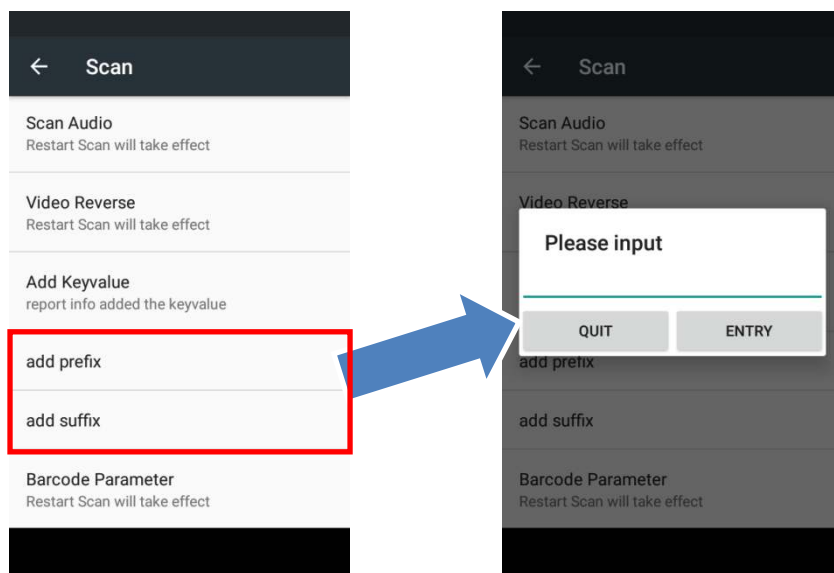 Scan
Scan Audio
Restart Scan will take effect
Video Reverse
Restart Scan will take effect
Add Keyvalue
report info added the keyvalue
add prefix
add suffix
Barcode Parameter
Restart Scan will take effect
Scan
Scan Audio
Restart Scan will take effect
Video Reverse
Please input
QUIT ENTRY
add prefix
add suffix
Barcode Parameter
Restart Scan will take effect